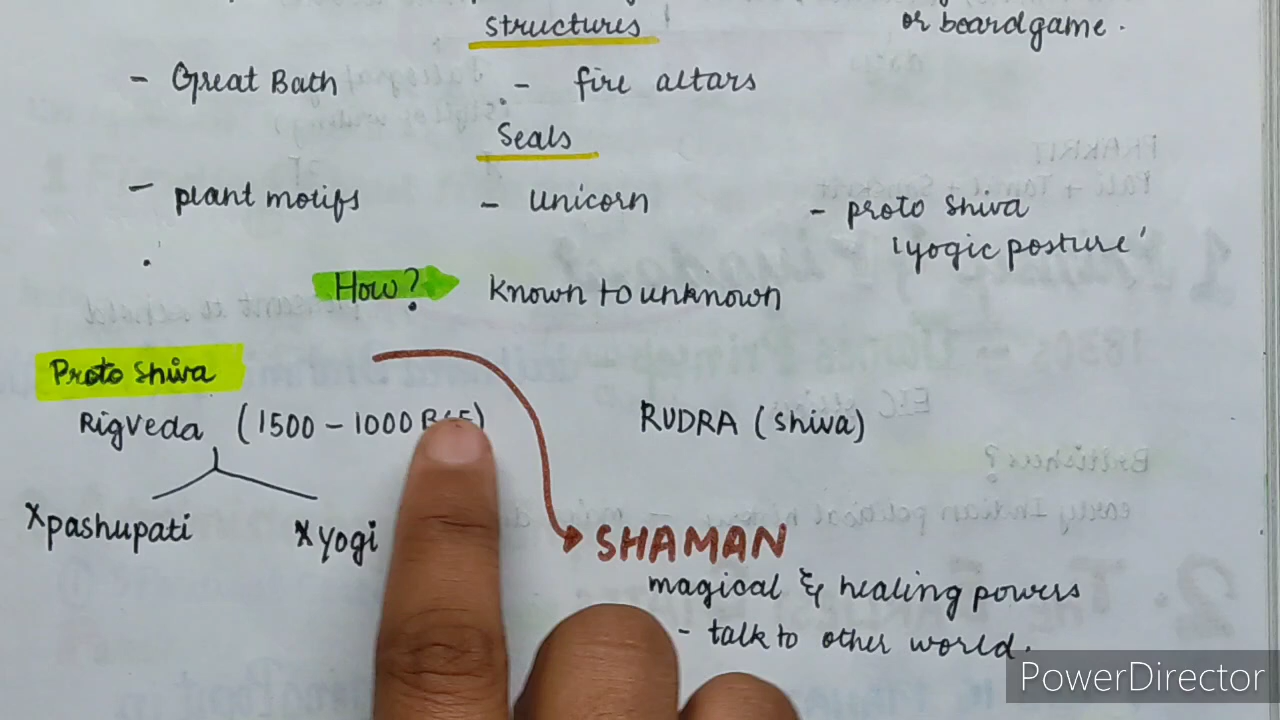 structures
or boardgame.
- Great Bath
- fire altars
Seals
- plant motifs
- unicorn
- proto shiva
'yogic posture'
How?
Known to unknown
Proto Shiva
Rigveda (1500 - 1000 BCE)
RUDRA (shiva)
xpashupati
xyogi
SHAMAN
magical & healing powers
- talk to other world.
PowerDirector